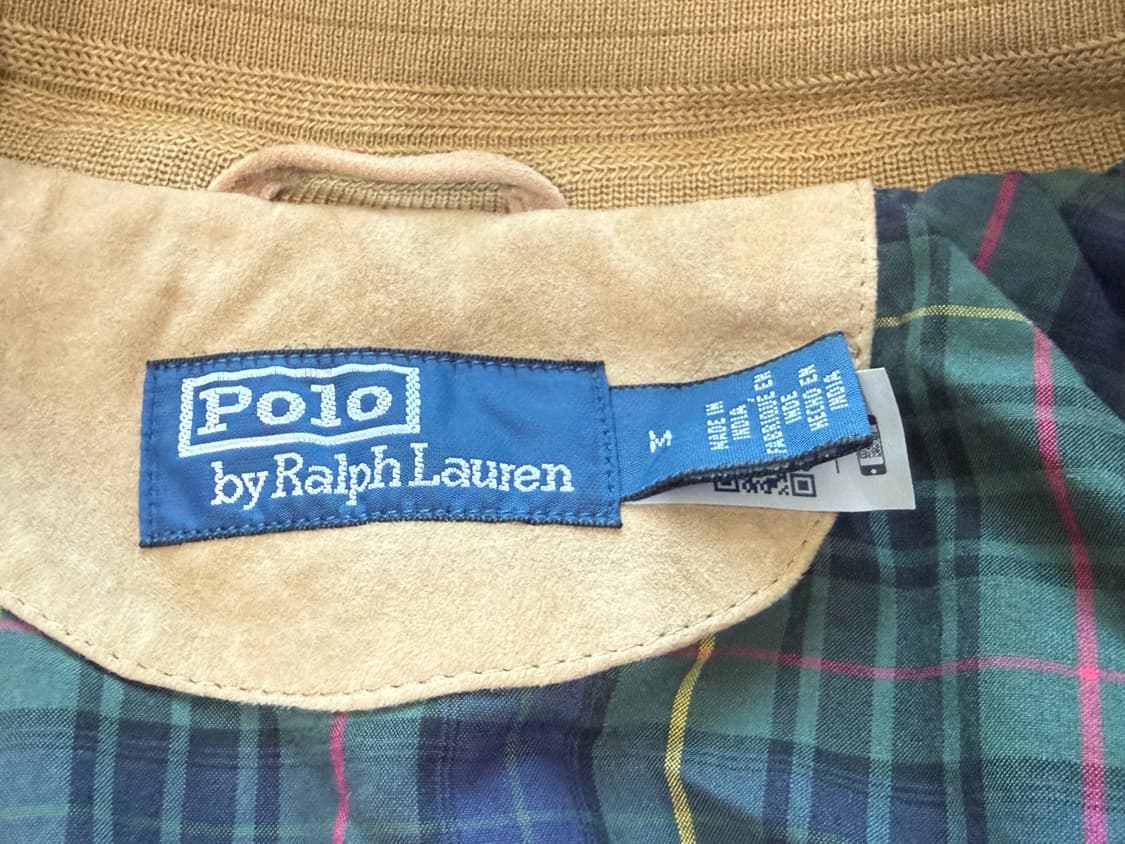 Polo
by Ralph Lauren
M
MADE IN
INDIA /
FABRIQUÉ EN
INDE
HECHO EN
INDIA